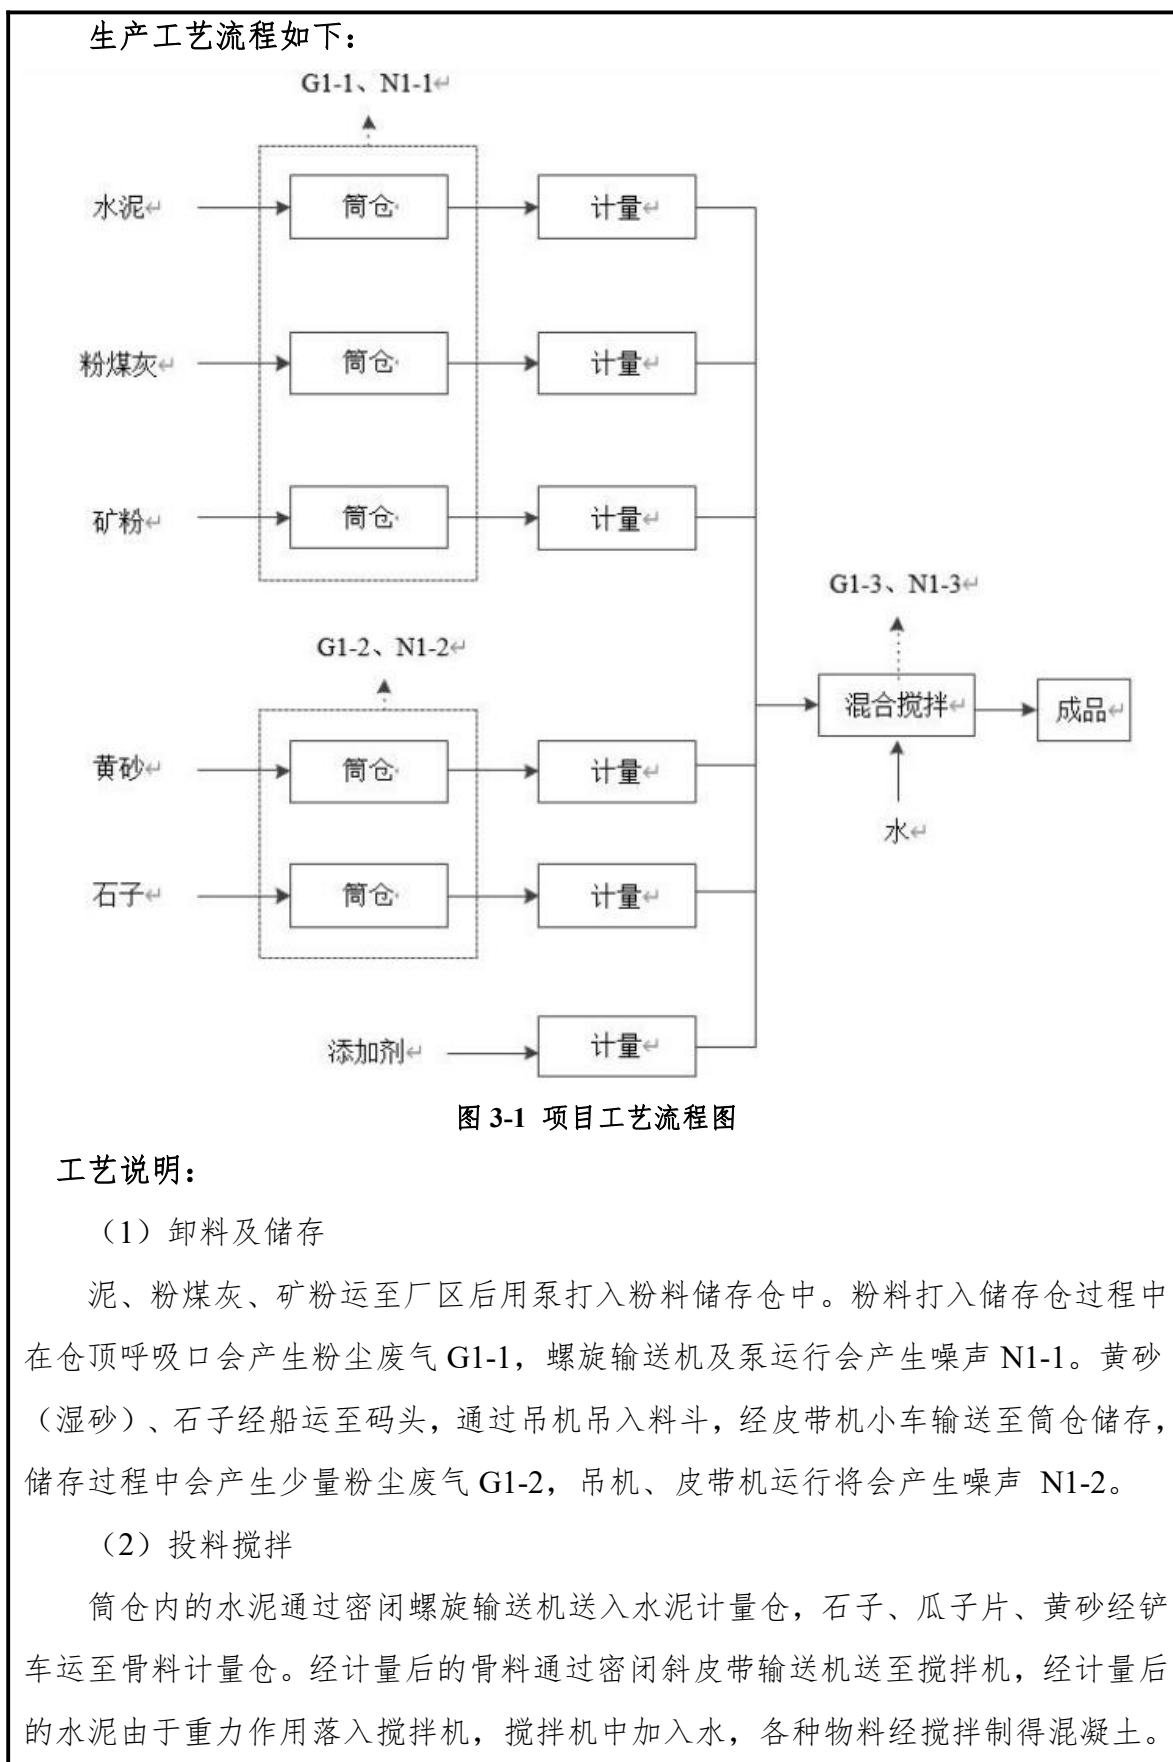 生产工艺流程如下：
G1-1、N1-1↵
水泥↵ 筒仓 计量↵
粉煤灰↵ 筒仓 计量↵
矿粉↵ 筒仓 计量↵
G1-3、N1-3↵
G1-2、N1-2↵
混合搅拌↵ 成品↵
黄砂↵ 筒仓 计量↵
水↵
石子↵ 筒仓 计量↵
添加剂↵ 计量↵
图 3-1 项目工艺流程图
工艺说明：
（1）卸料及储存
泥、粉煤灰、矿粉运至厂区后用泵打入粉料储存仓中。粉料打入储存仓过程中
在仓顶呼吸口会产生粉尘废气 G1-1，螺旋输送机及泵运行会产生噪声 N1-1。黄砂
（湿砂）、石子经船运至码头，通过吊机吊入料斗，经皮带机小车输送至筒仓储存，
储存过程中会产生少量粉尘废气 G1-2，吊机、皮带机运行将会产生噪声 N1-2。
（2）投料搅拌
筒仓内的水泥通过密闭螺旋输送机送入水泥计量仓，石子、瓜子片、黄砂经铲
车运至骨料计量仓。经计量后的骨料通过密闭斜皮带输送机送至搅拌机，经计量后
的水泥由于重力作用落入搅拌机，搅拌机中加入水，各种物料经搅拌制得混凝土。